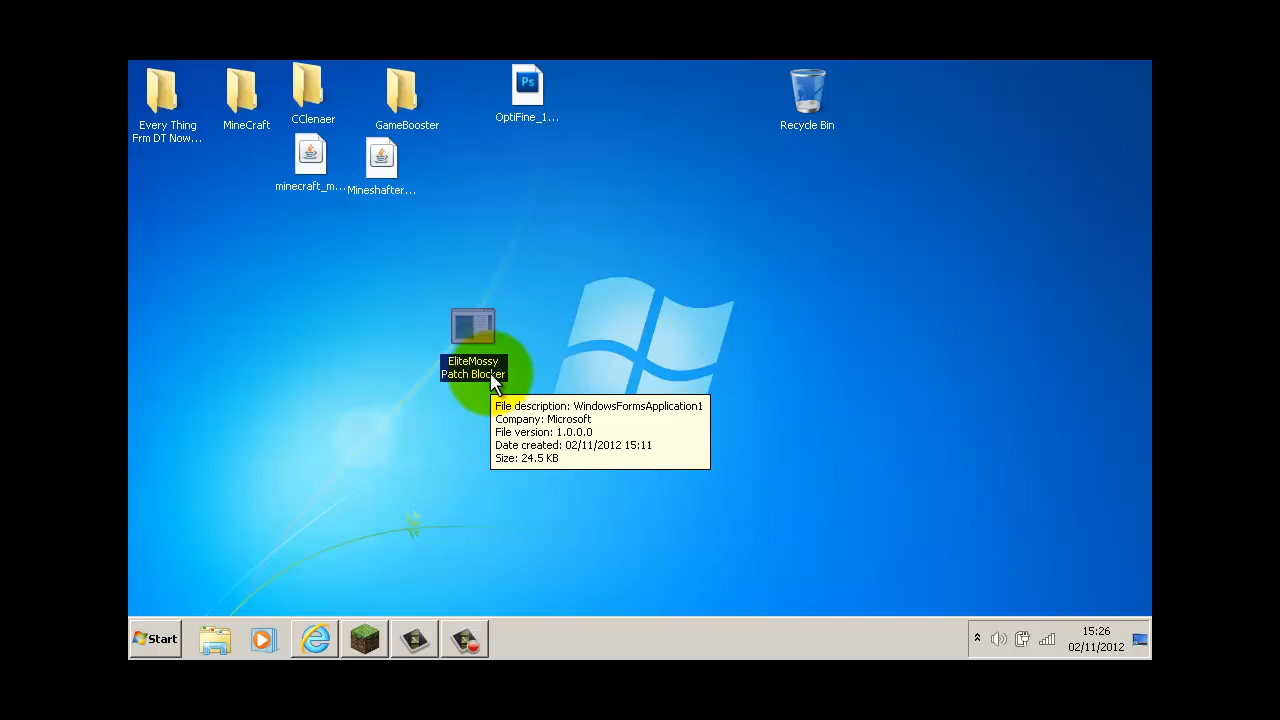 Every Thing
Frm DT Now...
MineCraft
CClenaer
GameBooster
Ps
OptiFine_1...
Recycle Bin
minecraft_m...
Mineshafter...
EliteMossy
Patch Blocker
File description: WindowsFormsApplication1
Company: Microsoft
File version: 1.0.0.0
Date created: 02/11/2012 15:11
Size: 24.5 KB
Start
15:26
02/11/2012